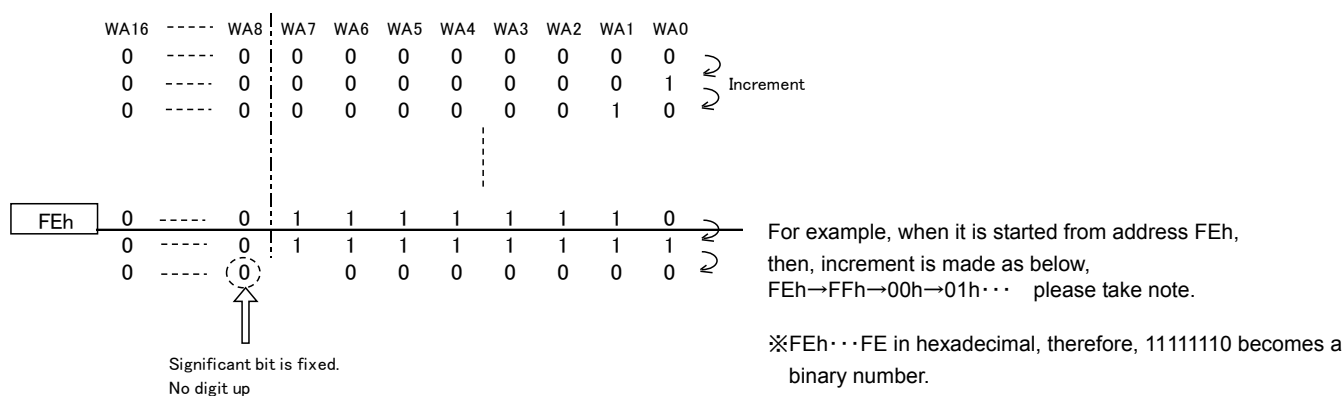 WA16 ----- WA8 WA7 WA6 WA5 WA4 WA3 WA2 WA1 WA0
0 ----- 0 0 0 0 0 0 0 0 0
0 ----- 0 0 0 0 0 0 0 0 1 Increment
0 ----- 0 0 0 0 0 0 0 1 0
FEh 0 ----- 0 1 1 1 1 1 1 1 0
0 ----- 0 1 1 1 1 1 1 1 1
0 ----- 0 0 0 0 0 0 0 0
For example, when it is started from address FEh,
then, increment is made as below,
FEh→FFh→00h→01h・・・ please take note.
※FEh・・・FE in hexadecimal, therefore, 11111110 becomes a
binary number.
Significant bit is fixed.
No digit up